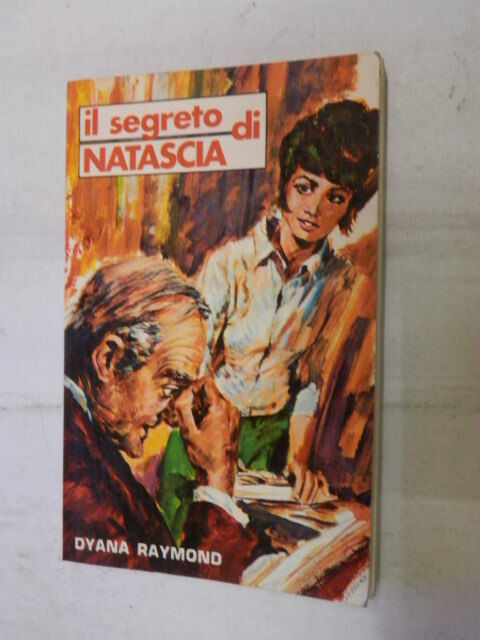 il segreto di
NATASCIA
DYANA RAYMOND